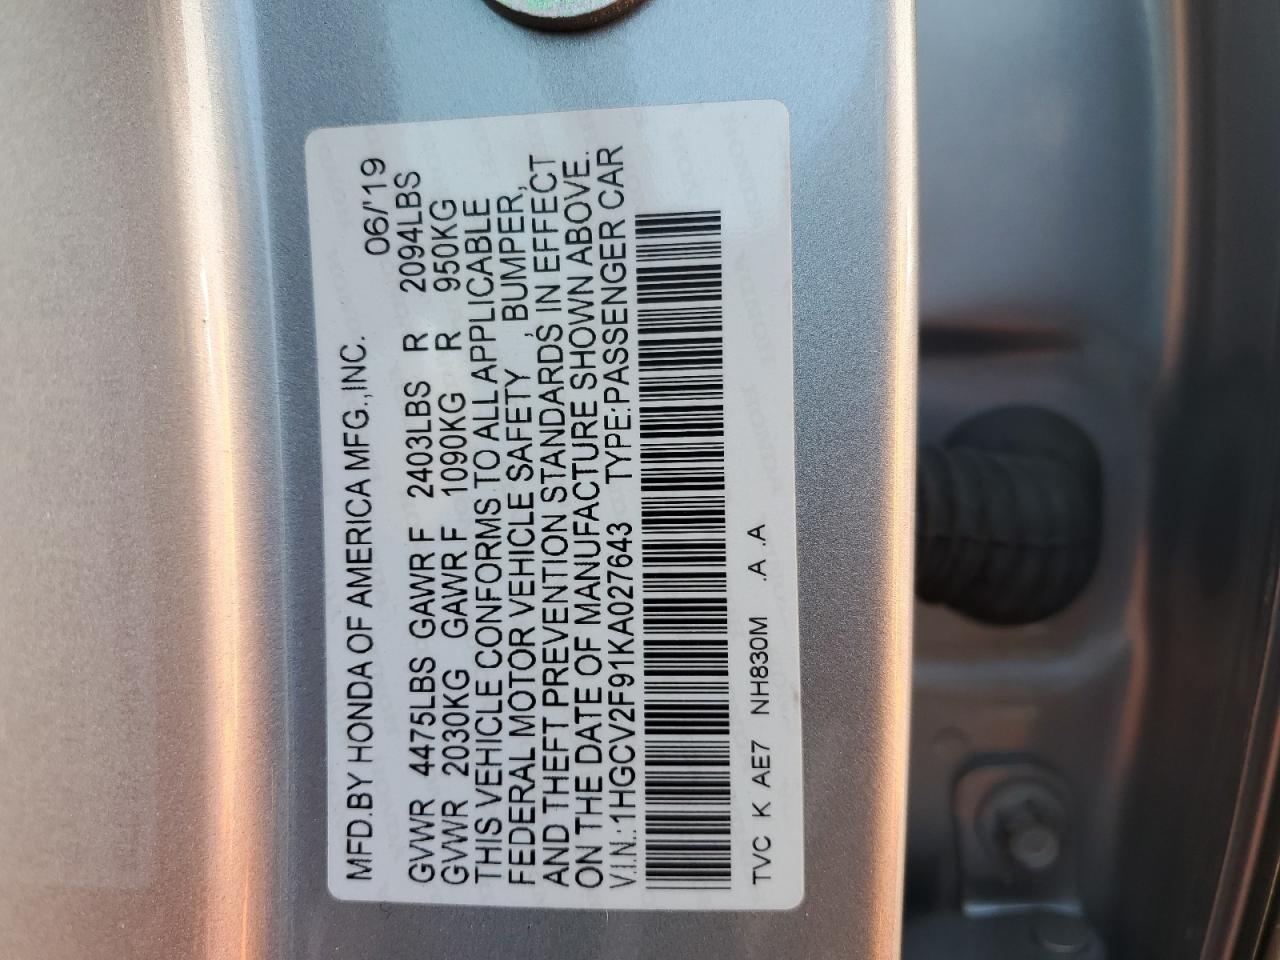 MFD.BY HONDA OF AMERICA MFG.,INC. 06/'19
GVWR 4475LBS GAWR F 2403LBS R 2094LBS
GVWR 2030KG GAWR F 1090KG R 950KG
THIS VEHICLE CONFORMS TO ALL APPLICABLE
FEDERAL MOTOR VEHICLE SAFETY , BUMPER,
AND THEFT PREVENTION STANDARDS IN EFFECT
ON THE DATE OF MANUFACTURE SHOWN ABOVE.
V.I.N.:1HGCV2F91KA027643 TYPE:PASSENGER CAR
TVC K AE7 NH830M .A .A